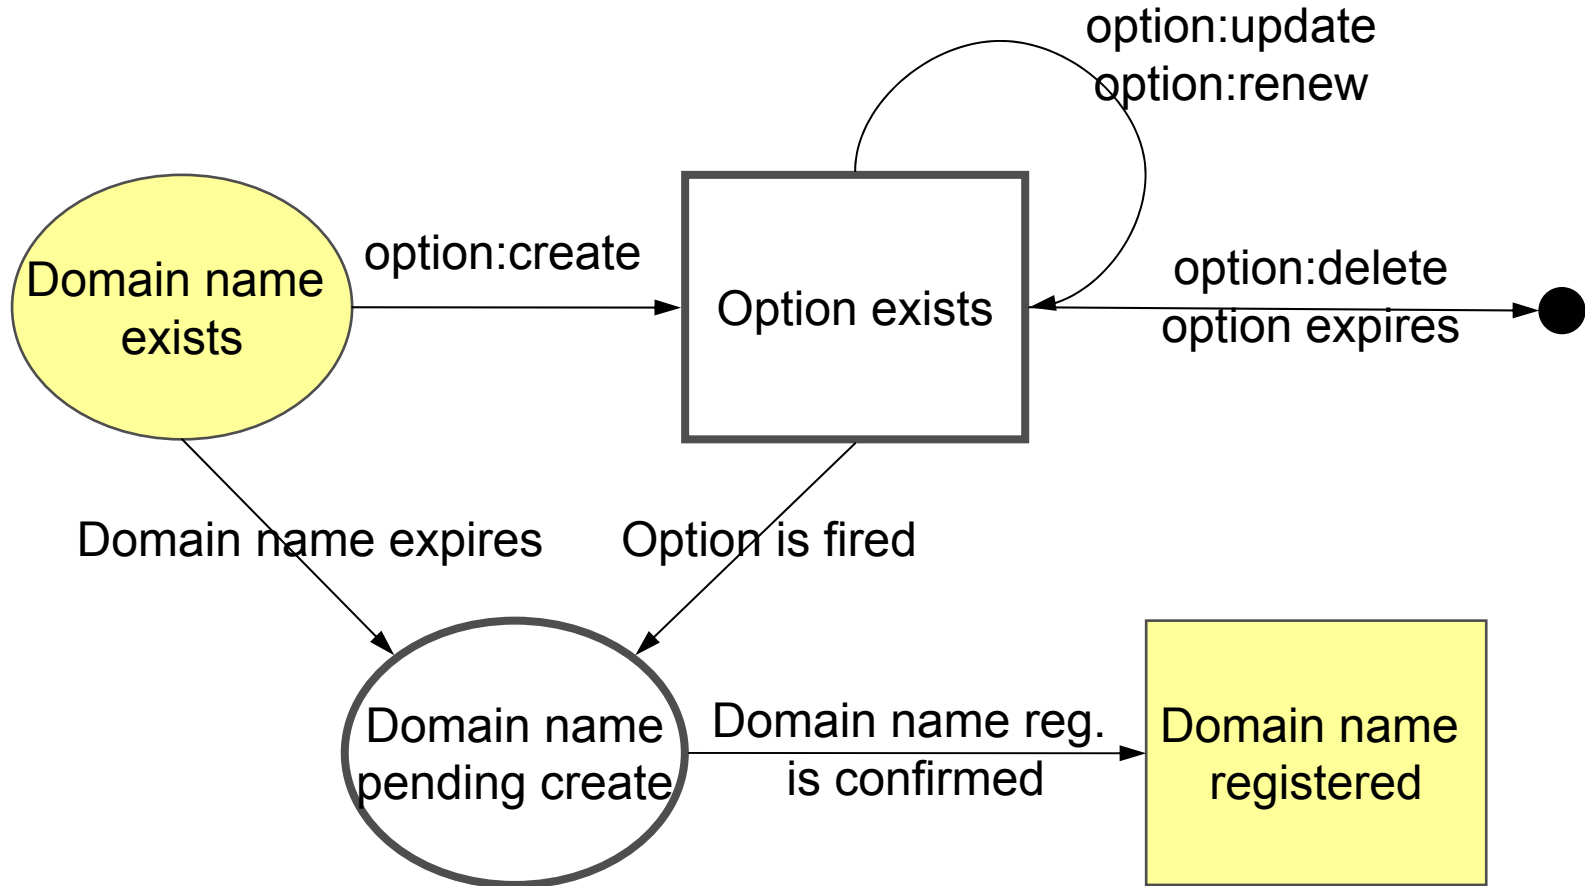 option:update
option:renew
option:create
Domain name
exists
Option exists
option:delete
option expires
Domain name expires
Option is fired
Domain name
pending create
Domain name reg.
is confirmed
Domain name
registered